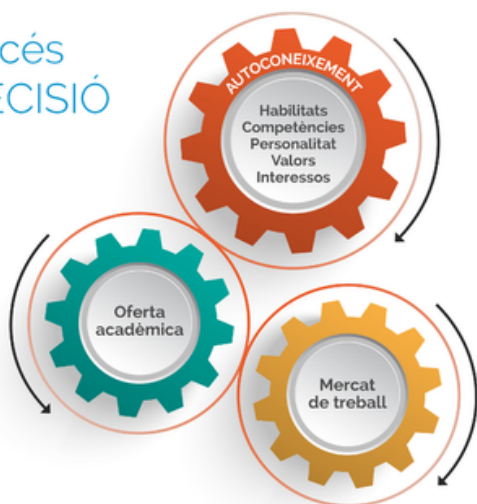 cés
ECISIÓ
AUTOCONEIXEMENT
Habilitats
Competències
Personalitat
Valors
Interessos
Oferta
acadèmica
Mercat
de treball